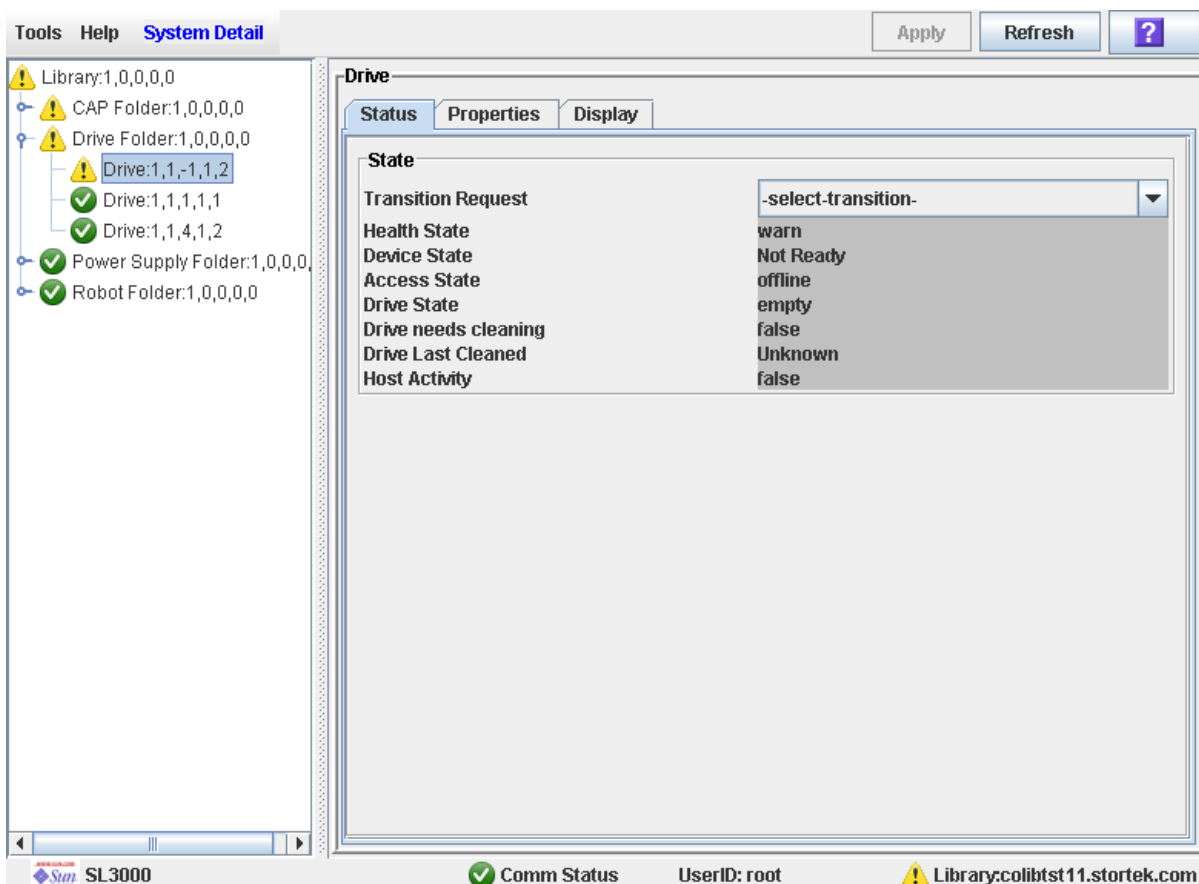 Tools Help System Detail
Apply Refresh ?
Library:1,0,0,0,0
CAP Folder:1,0,0,0,0
Drive Folder:1,0,0,0,0
Drive:1,1,-1,1,2
Drive:1,1,1,1,1
Drive:1,1,4,1,2
Power Supply Folder:1,0,0,0,
Robot Folder:1,0,0,0,0
Drive
Status Properties Display
State
Transition Request -select-transition-
Health State warn
Device State Not Ready
Access State offline
Drive State empty
Drive needs cleaning false
Drive Last Cleaned Unknown
Host Activity false
Sun SL3000 Comm Status UserID: root Library:colibtst11.stortek.com